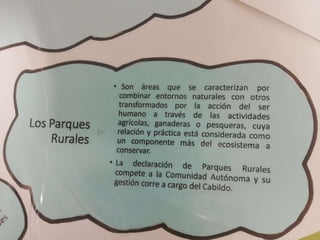 Los Parques
Rurales
• Son áreas que se caracterizan por
combinar entornos naturales con otros
transformados por la acción del ser
humano a través de las actividades
agrícolas, ganaderas o pesqueras, cuya
relación y práctica está considerada como
un componente más del ecosistema a
conservar.
• La declaración de Parques Rurales
compete a la Comunidad Autónoma y su
gestión corre a cargo del Cabildo.